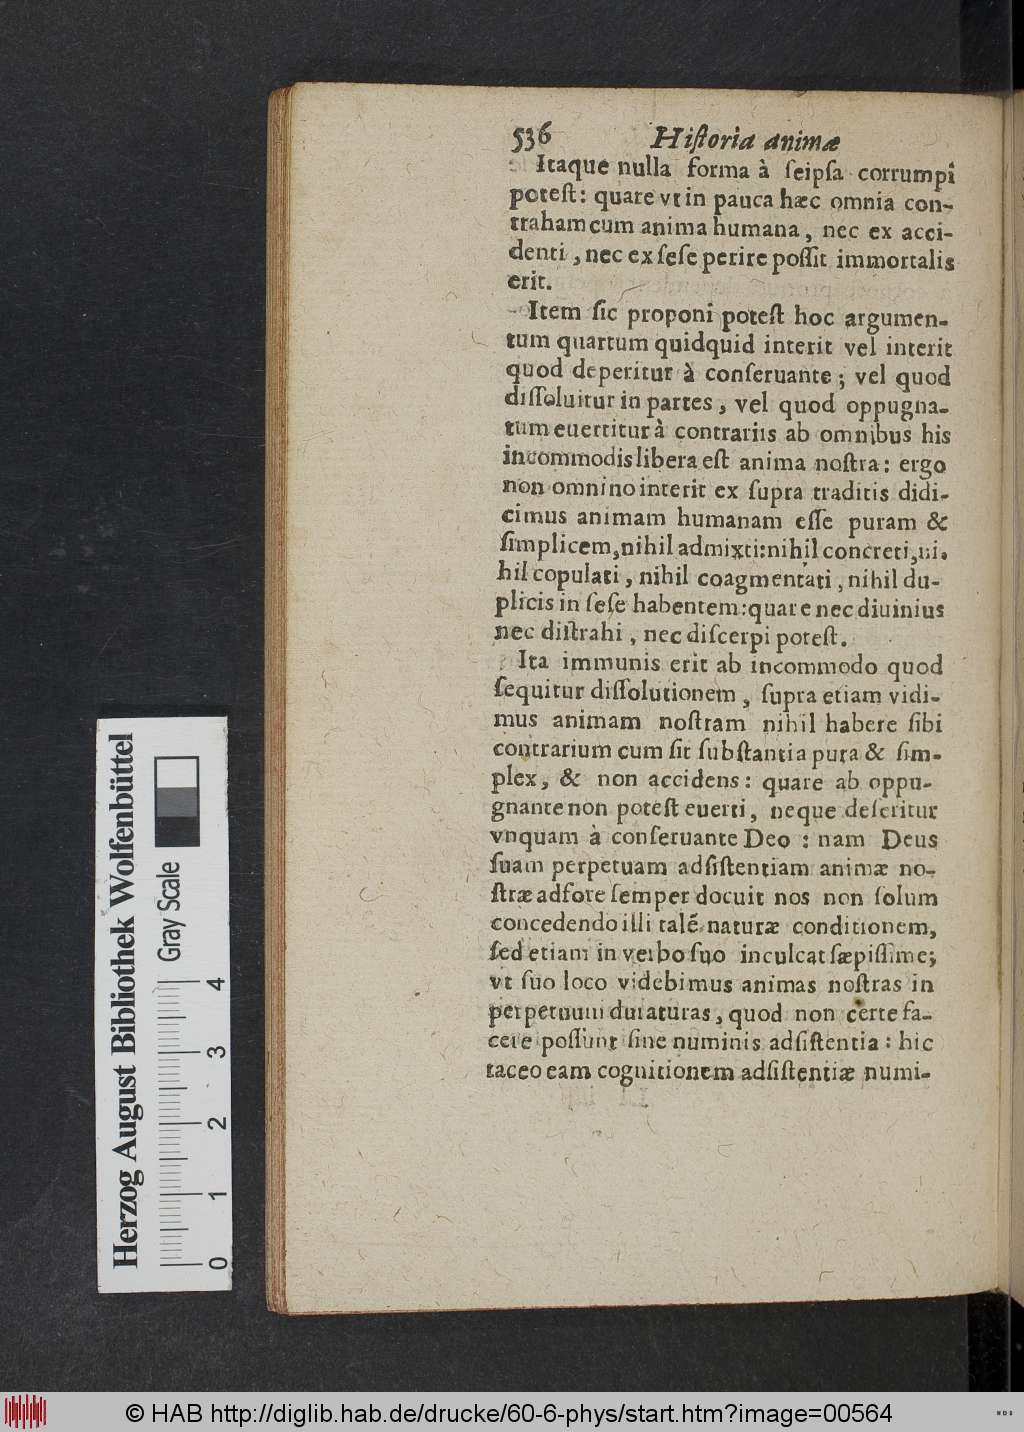 536 Hiſtoria animæ
Itaque nulla forma à ſeipſa corrumpi
poteſt: quare vt in pauca hæc omnia con-
traham cum anima humana, nec ex acci-
denti, nec ex ſeſe perire poſſit immortalis
erit.
Item ſic proponi poteſt hoc argumen-
tum quartum quidquid interit vel interit
quod deperitur à conſeruante; vel quod
diſſoluitur in partes, vel quod oppugna-
tum euertitur à contrariis ab omnibus his
incommodis libera eſt anima noſtra: ergo
non omnino interit ex ſupra traditis didi-
cimus animam humanam eſſe puram &
ſimplicem, nihil admixti: nihil concreti, ni-
hil copulati, nihil coagmentati, nihil du-
plicis in ſeſe habentem: quare nec diuinius
nec diſtrahi, nec diſcerpi poteſt.
Ita immunis erit ab incommodo quod
ſequitur diſſolutionem, ſupra etiam vidi-
mus animam noſtram nihil habere ſibi
contrarium cum ſit ſubſtantia pura & ſim-
plex, & non accidens: quare ab oppu-
gnante non poteſt euerti, neque deſeritur
vnquam à conſeruante Deo: nam Deus
ſuam perpetuam adſiſtentiam animæ no-
ſtræ adfore ſemper docuit nos non ſolum
concedendo illi talẽ naturæ conditionem,
ſed etiam in verbo ſuo inculcat ſæpiſſime;
vt ſuo loco videbimus animas noſtras in
perpetuum duraturas, quod non certe fa-
cere poſſunt ſine numinis adſiſtentia: hic
taceo eam cognitionem adſiſtentiæ numi-
Herzog August Bibliothek Wolfenbüttel
Gray Scale
0 1 2 3 4
© HAB http://diglib.hab.de/drucke/60-6-phys/start.htm?image=00564